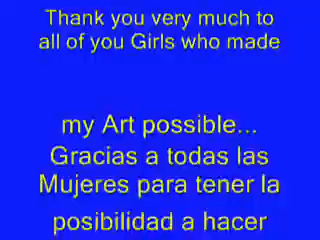 Thank you very much to
all of you Girls who made
my Art possible...
Gracias a todas las
Mujeres para tener la
posibilidad a hacer